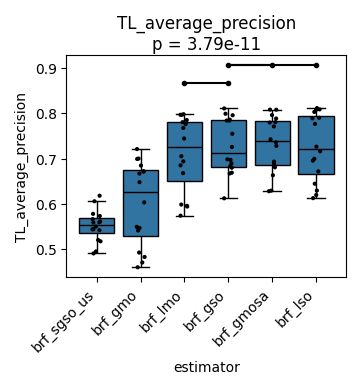 TL_average_precision
p = 3.79e-11
TL_average_precision
0.9
0.8
0.7
0.6
0.5
brf_sgso_us
brf_gmo
brf_lmo
brf_gso
brf_gmosa
brf_lso
estimator